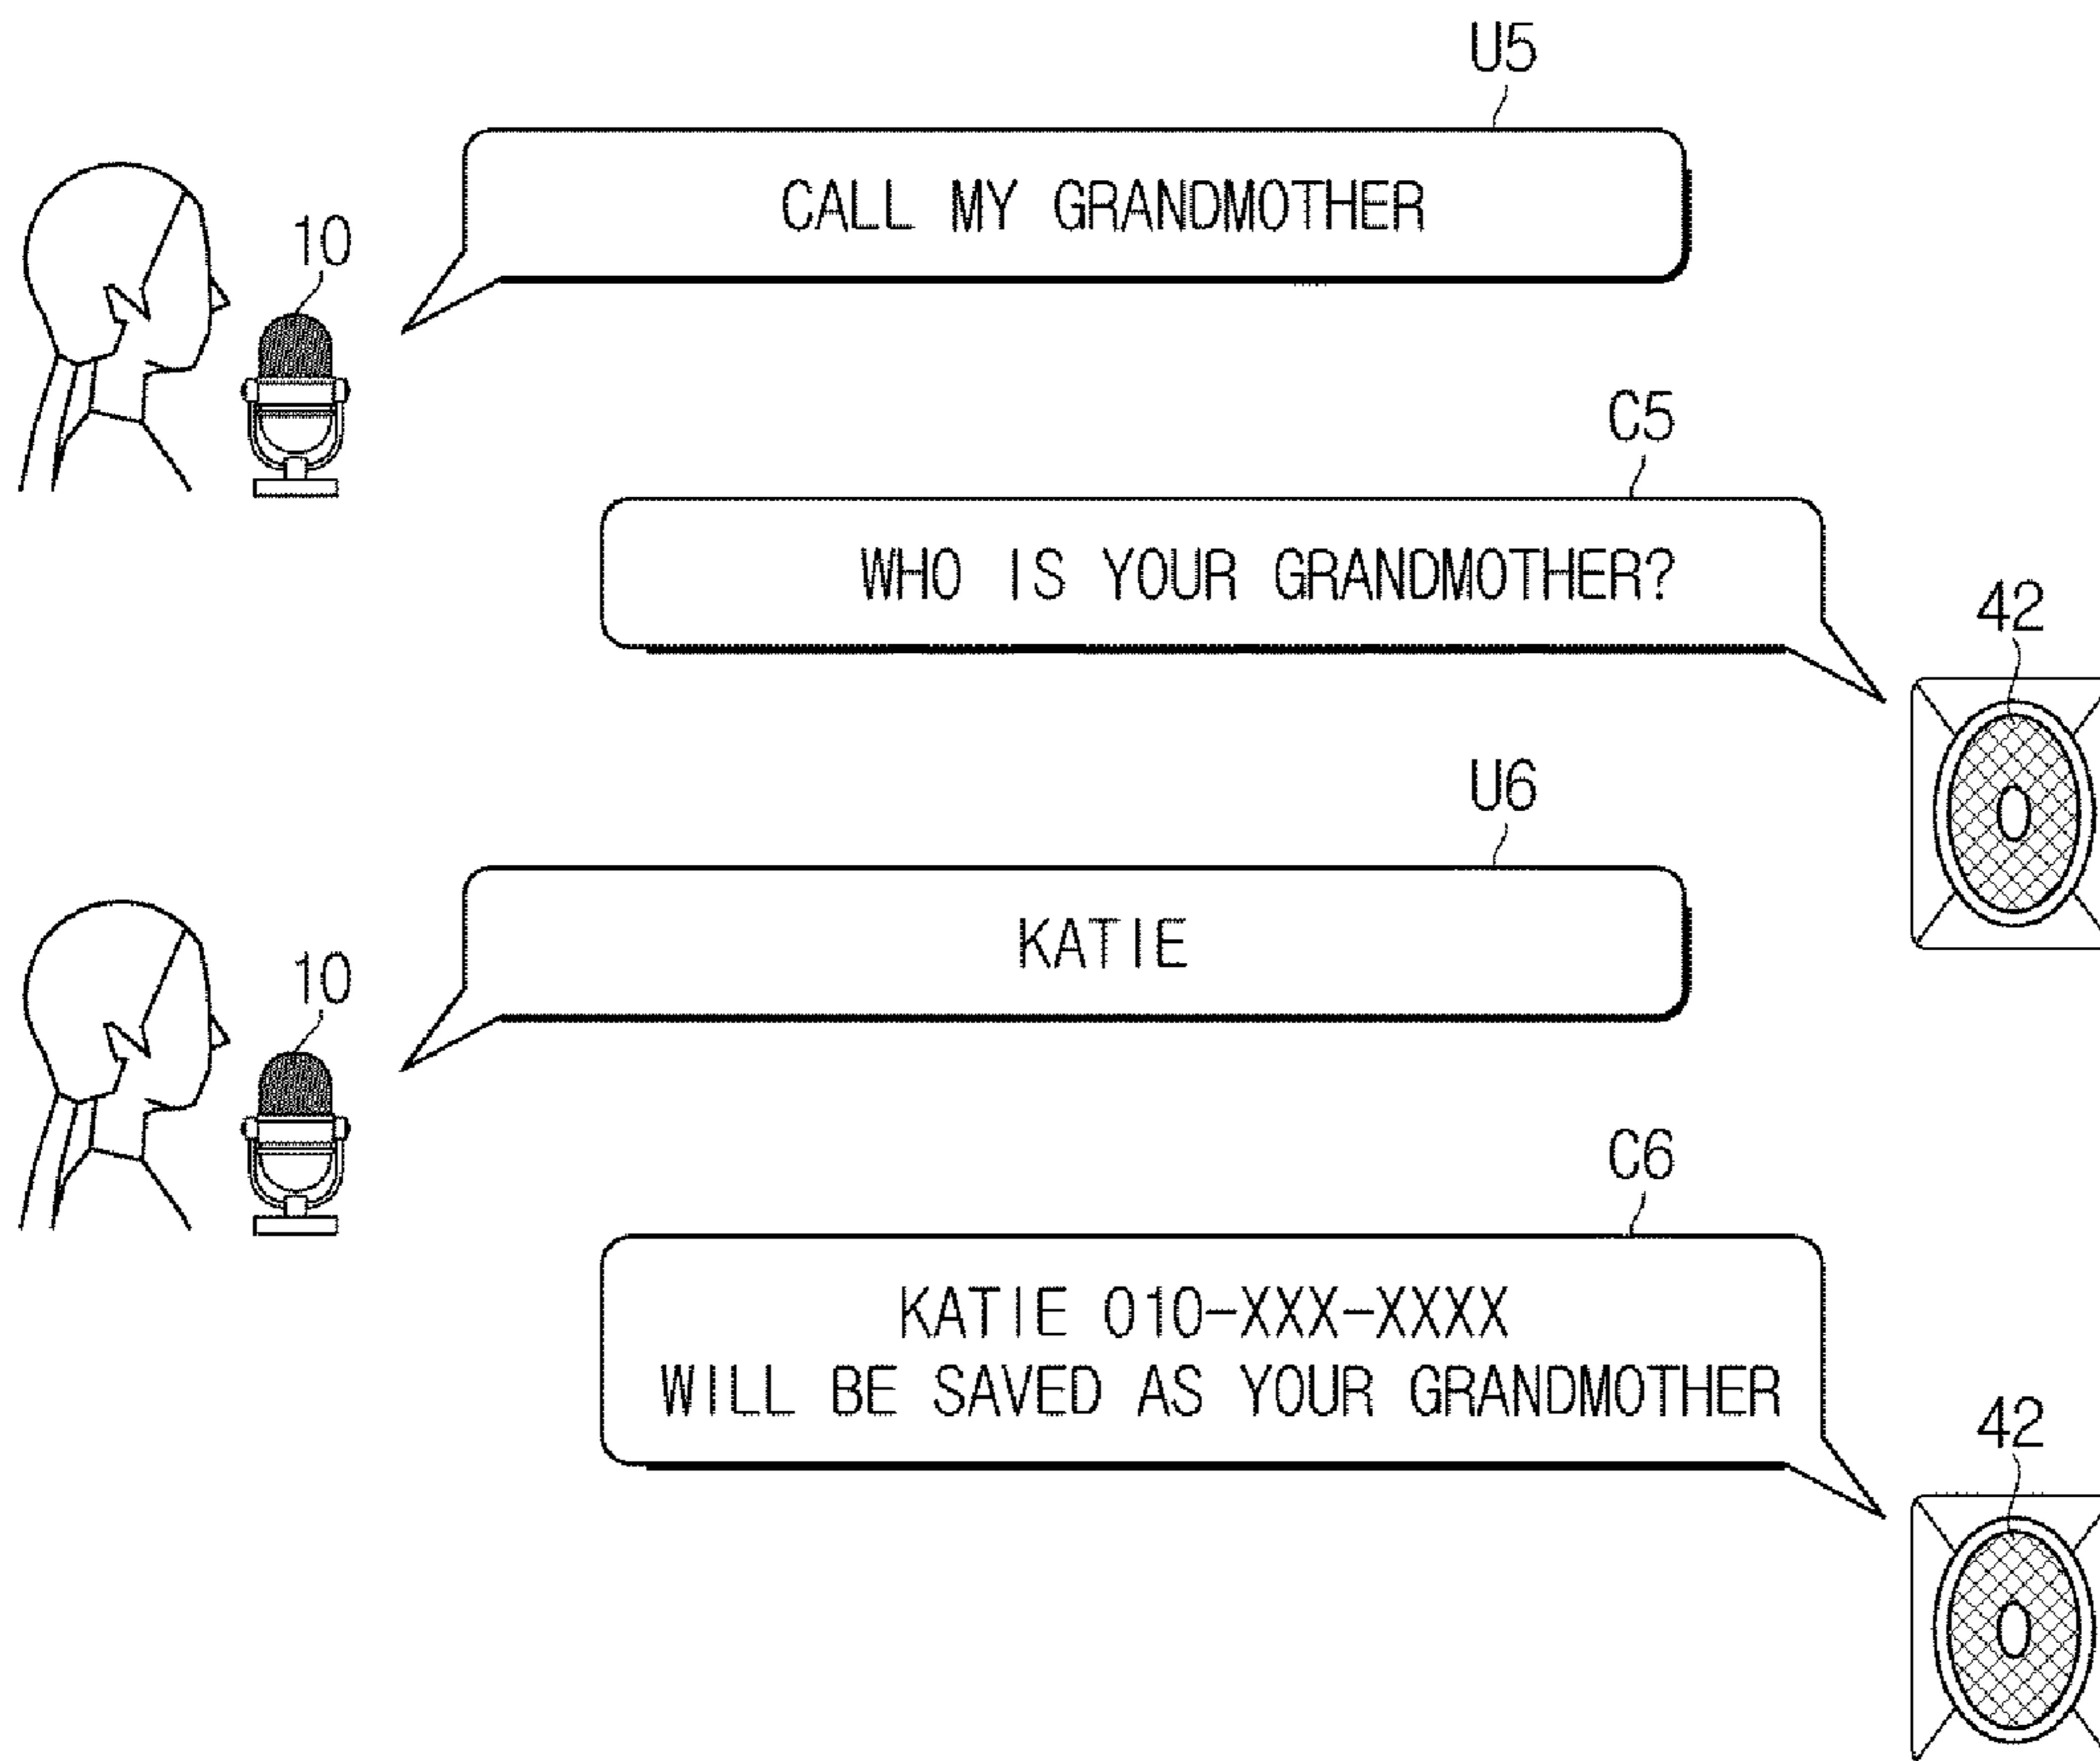 U5
CALL MY GRANDMOTHER
10
C5
WHO IS YOUR GRANDMOTHER?
42
U6
KATIE
10
C6
KATIE 010-XXX-XXXX
WILL BE SAVED AS YOUR GRANDMOTHER
42